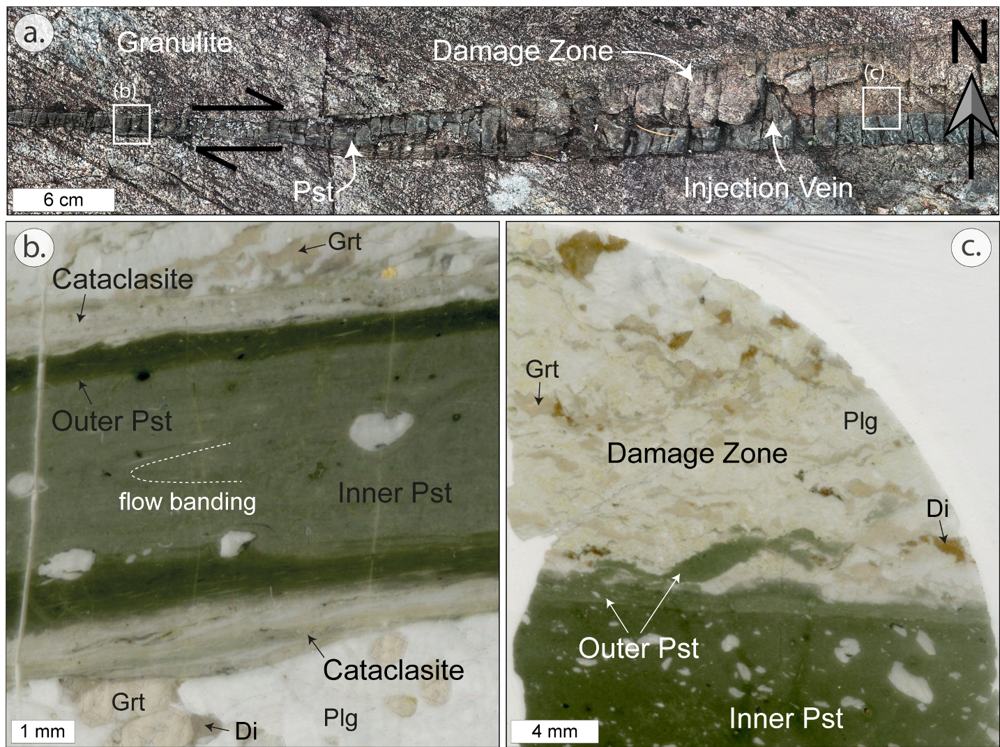 a.
Granulite
Damage Zone
N
(b)
(c)
Pst
Injection Vein
6 cm
b.
Grt
Cataclasite
Outer Pst
Inner Pst
flow banding
Cataclasite
Grt
Plg
Di
1 mm
c.
Grt
Plg
Damage Zone
Di
Outer Pst
Inner Pst
4 mm